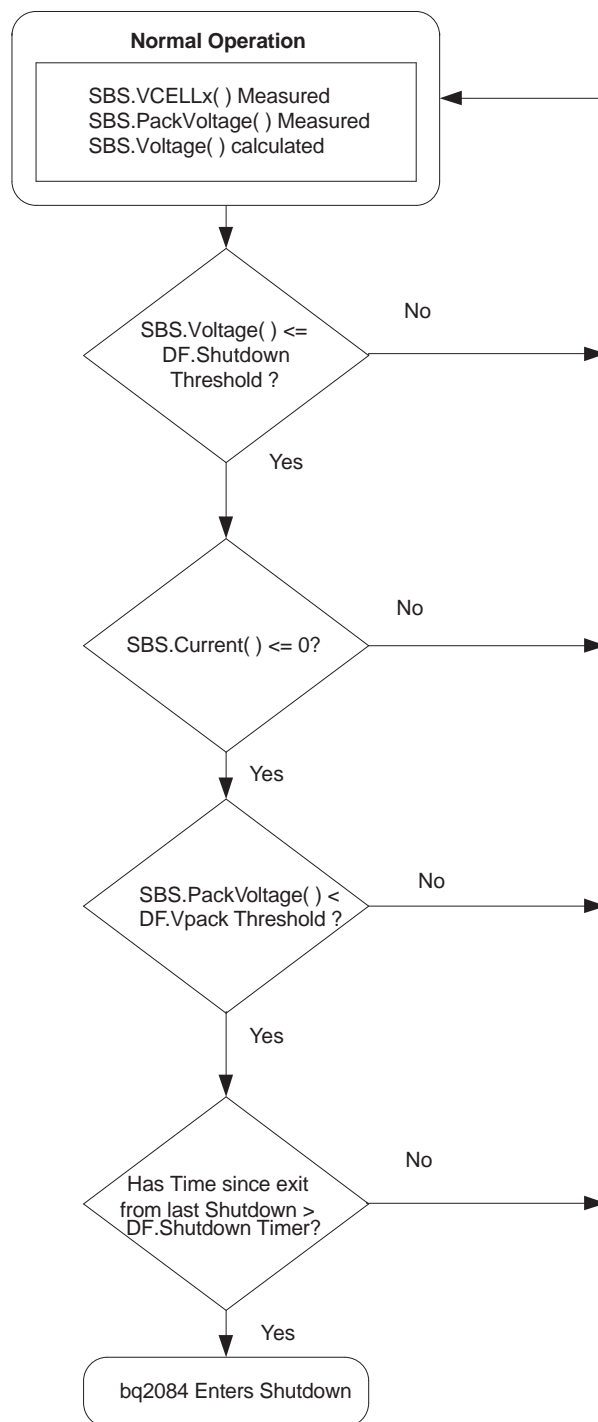 Normal Operation
SBS.VCELLx( ) Measured
SBS.PackVoltage( ) Measured
SBS.Voltage( ) calculated
SBS.Voltage( ) <=
DF.Shutdown
Threshold ?
No
Yes
SBS.Current( ) <= 0?
No
Yes
SBS.PackVoltage( ) <
DF.Vpack Threshold ?
No
Yes
Has Time since exit
from last Shutdown >
DF.Shutdown Timer?
No
Yes
bq2084 Enters Shutdown